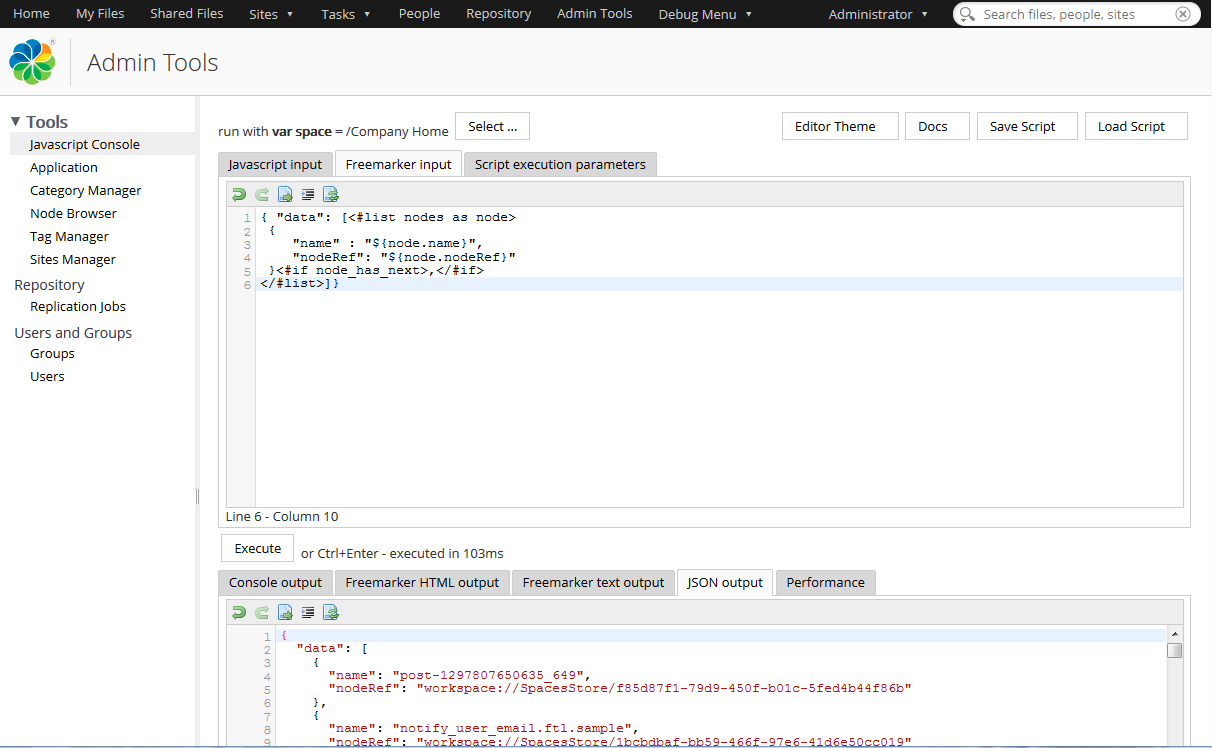 Home My Files Shared Files Sites Tasks People Repository Admin Tools Debug Menu Administrator Search files, people, sites
Admin Tools
Tools
Javascript Console
Application
Category Manager
Node Browser
Tag Manager
Sites Manager
Repository
Replication Jobs
Users and Groups
Groups
Users
run with var space = /Company Home Select ... Editor Theme Docs Save Script Load Script
Javascript input Freemarker input Script execution parameters
1 { "data": [<#list nodes as node>
2 {
3 "name" : "${node.name}",
4 "nodeRef": "${node.nodeRef}"
5 }<#if node_has_next>,</#if>
6 </#list>]}
Line 6 - Column 10
Execute or Ctrl+Enter - executed in 103ms
Console output Freemarker HTML output Freemarker text output JSON output Performance
1 {
2 "data": [
3 {
4 "name": "post-1297807650635_649",
5 "nodeRef": "workspace://SpacesStore/f85d87f1-79d9-450f-b01c-5fed4b44f86b"
6 },
7 {
8 "name": "notify_user_email.ftl.sample",
9 "nodeRef": "workspace://SpacesStore/1bcbdbaf-bb59-466f-97e6-41d6e50cc019"